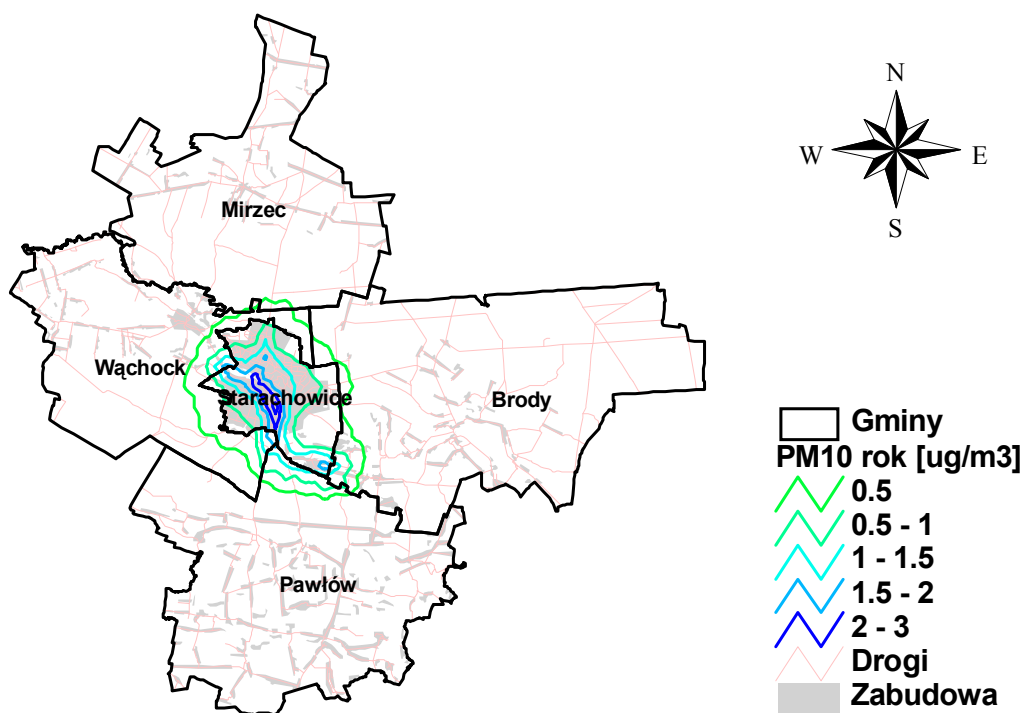 N
W E
S
Mirzec
Wąchock
Starachowice
Brody
Pawłów
Gminy
PM10 rok [ug/m3]
0.5
0.5 - 1
1 - 1.5
1.5 - 2
2 - 3
Drogi
Zabudowa